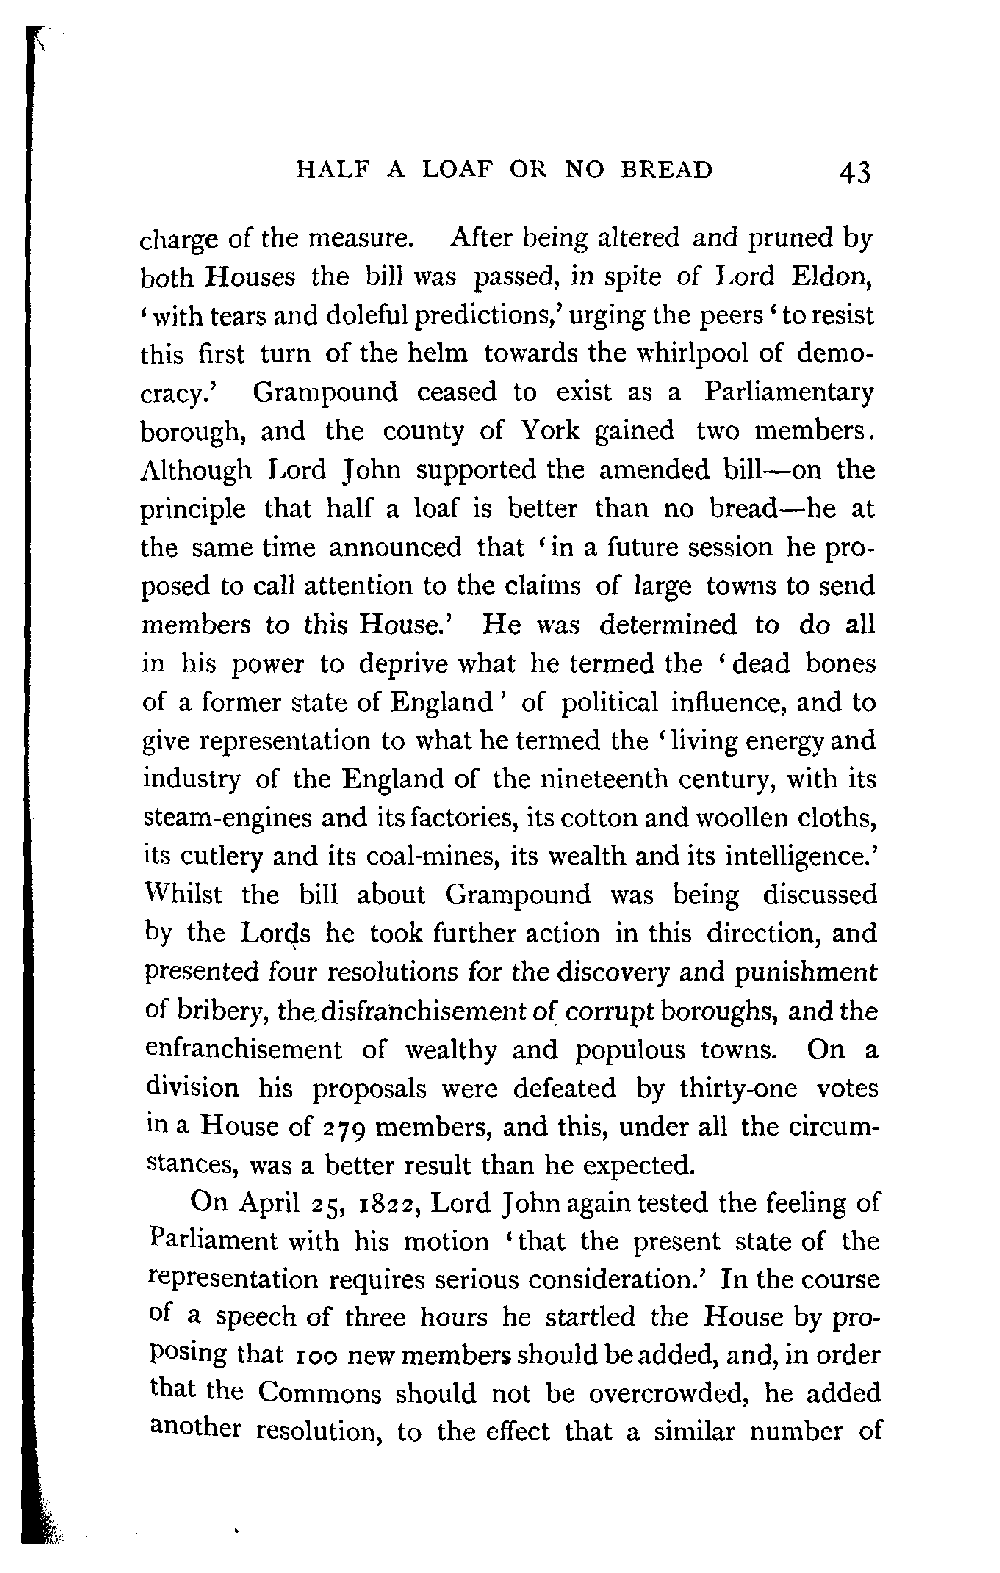 HALF A LOAF OR NO BREAD 43
charge of the measure. After being altered and pruned by
both Houses the bill was passed, in spite of Lord Eldon,
‘with tears and doleful predictions,’ urging the peers ‘to resist
this first turn of the helm towards the whirlpool of demo-
cracy.’ Grampound ceased to exist as a Parliamentary
borough, and the county of York gained two members.
Although Lord John supported the amended bill—on the
principle that half a loaf is better than no bread—he at
the same time announced that ‘in a future session he pro-
posed to call attention to the claims of large towns to send
members to this House.’ He was determined to do all
in his power to deprive what he termed the ‘dead bones
of a former state of England’ of political influence, and to
give representation to what he termed the ‘living energy and
industry of the England of the nineteenth century, with its
steam-engines and its factories, its cotton and woollen cloths,
its cutlery and its coal-mines, its wealth and its intelligence.’
Whilst the bill about Grampound was being discussed
by the Lords he took further action in this direction, and
presented four resolutions for the discovery and punishment
of bribery, the disfranchisement of corrupt boroughs, and the
enfranchisement of wealthy and populous towns. On a
division his proposals were defeated by thirty-one votes
in a House of 279 members, and this, under all the circum-
stances, was a better result than he expected.
On April 25, 1822, Lord John again tested the feeling of
Parliament with his motion ‘that the present state of the
representation requires serious consideration.’ In the course
of a speech of three hours he startled the House by pro-
posing that 100 new members should be added, and, in order
that the Commons should not be overcrowded, he added
another resolution, to the effect that a similar number of